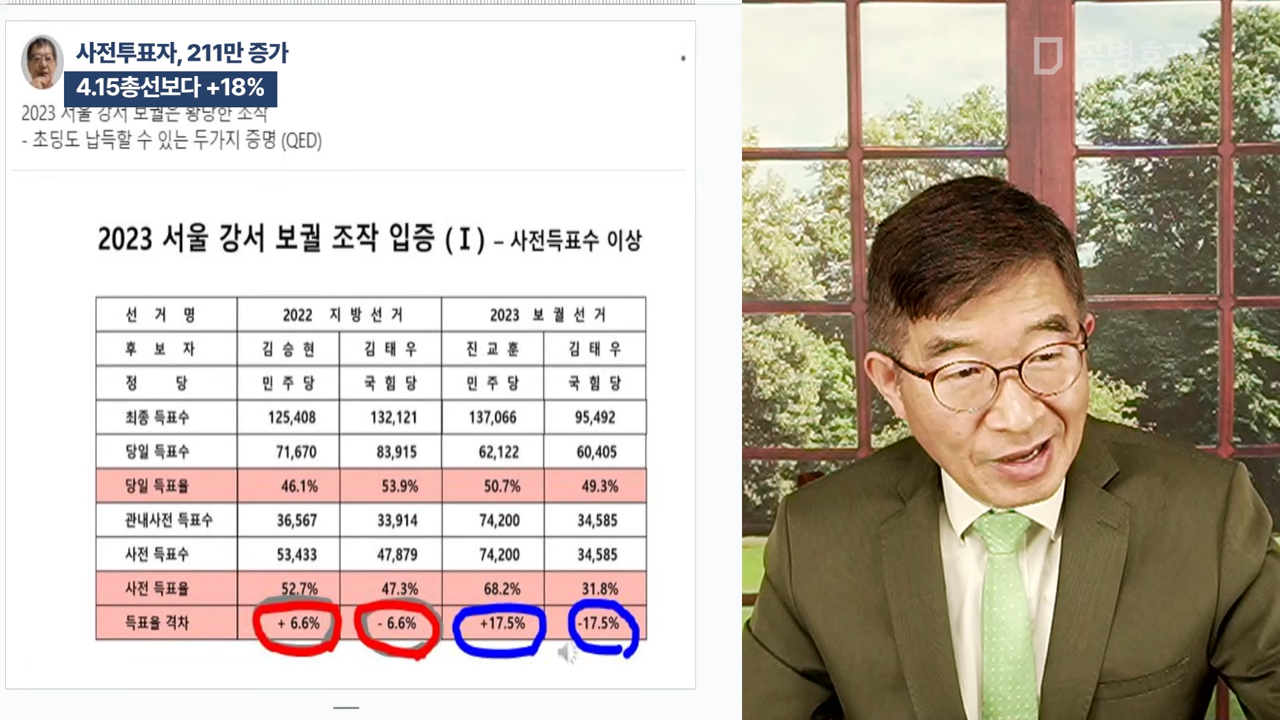 사전투표자, 211만 증가
4.15총선보다 +18%
2023 서울 강서 보궐은 황당한 조작
- 초딩도 납득할 수 있는 두가지 증명 (QED)
2023 서울 강서 보궐 조작 입증 (I) – 사전득표수 이상
선 거 명 2022 지 방 선 거 2023 보 궐 선 거
후 보 자 김 승 현 김 태 우 진 교 훈 김 태 우
정 당 민 주 당 국 힘 당 민 주 당 국 힘 당
최종 득표수 125,408 132,121 137,066 95,492
당일 득표수 71,670 83,915 62,122 60,405
당일 득표율 46.1% 53.9% 50.7% 49.3%
관내사전 득표수 36,567 33,914 74,200 34,585
사전 득표수 53,433 47,879 74,200 34,585
사전 득표율 52.7% 47.3% 68.2% 31.8%
득표율 격차 + 6.6% - 6.6% +17.5% -17.5%
공병호TV